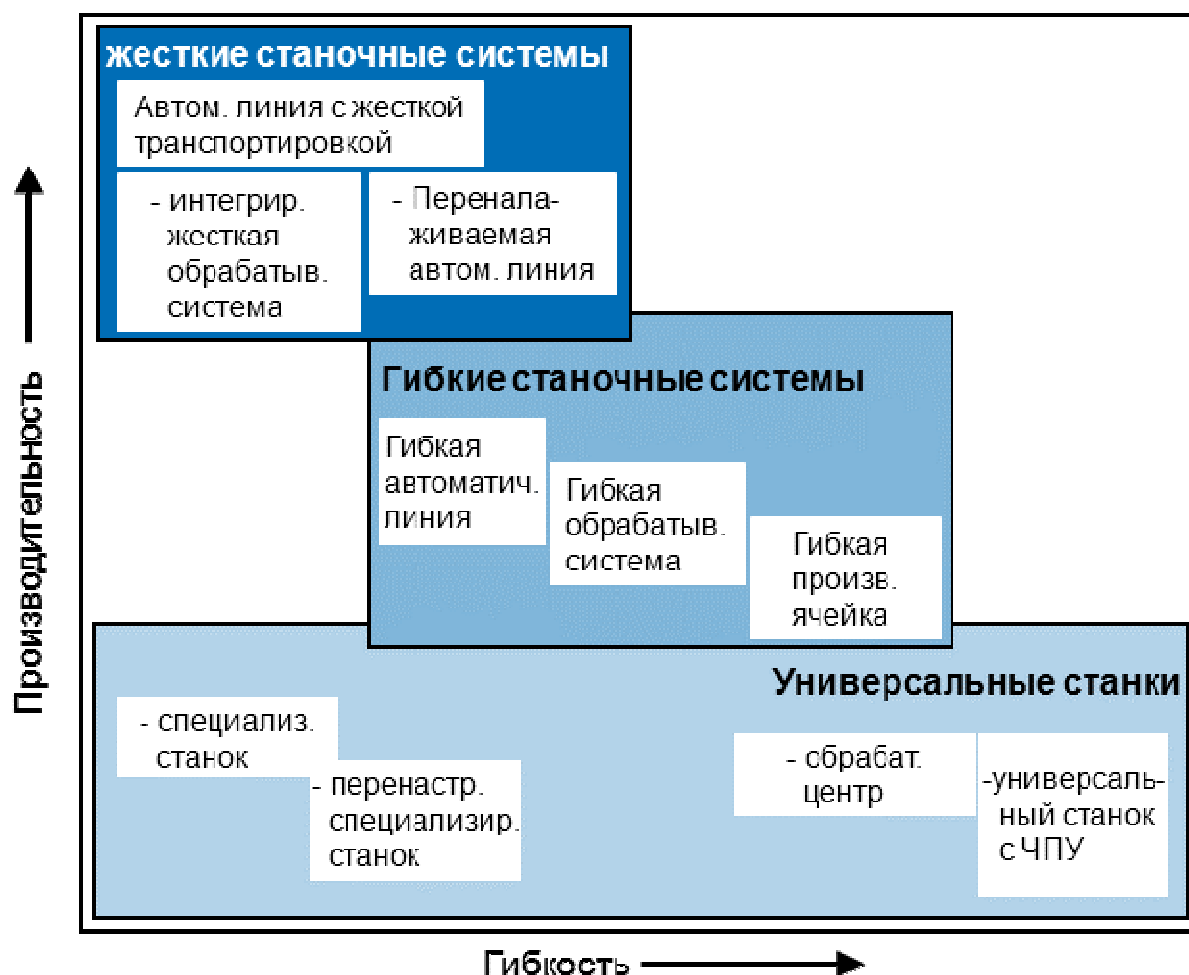 жесткие станочные системы
Автом. линия с жесткой
транспортировкой
- интегрир.
жесткая
обрабатыв.
система
- Перенала-
живаемая
автом. линия
Гибкие станочные системы
Гибкая
автоматич.
линия
Гибкая
обрабатыв.
система
Гибкая
произв.
ячейка
Универсальные станки
- специализ.
станок
- перенастр.
специализир.
станок
- обрабат.
центр
-универсаль-
ный станок
с ЧПУ
Производительность
Гибкость